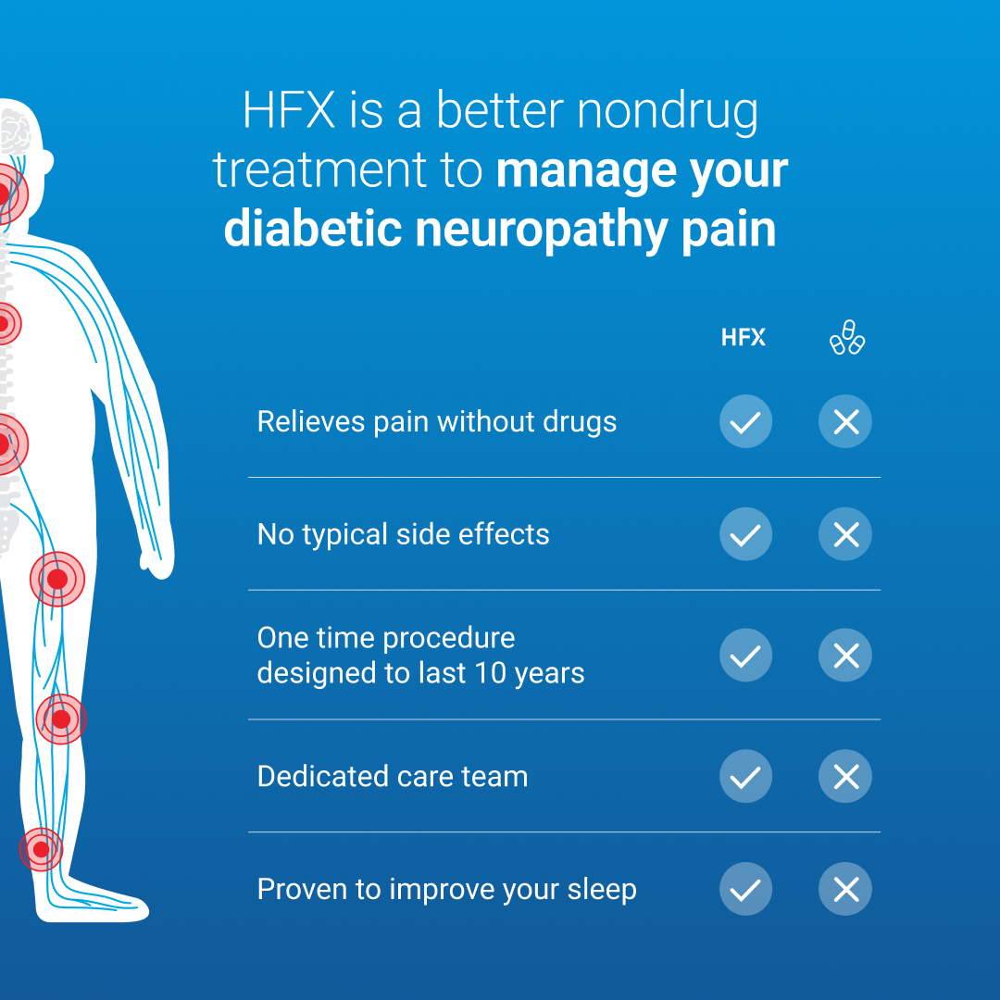 HFX is a better nondrug
treatment to manage your
diabetic neuropathy pain
HFX
Relieves pain without drugs
No typical side effects
One time procedure
designed to last 10 years
Dedicated care team
Proven to improve your sleep